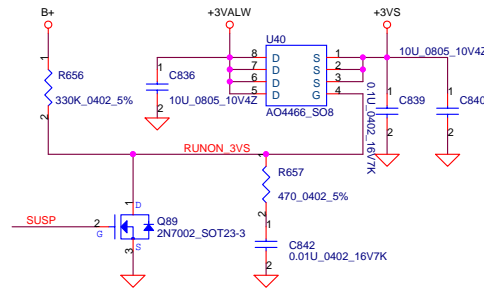 B+
+3VALW
+3VS
U40
8 D S 1
7 D S 2
6 D S 3
5 D G 4
AO4466_SO8
1
R656
330K_0402_5%
2
1
C836
10U_0805_10V4Z
2
10U_0805_10V4Z
1
C839
0.1U_0402_16V7K
2
1
C840
2
RUNON_3VS
1
R657
470_0402_5%
2
1
C842
0.01U_0402_16V7K
2
SUSP
2
G
1
D
Q89
2N7002_SOT23-3
S
3